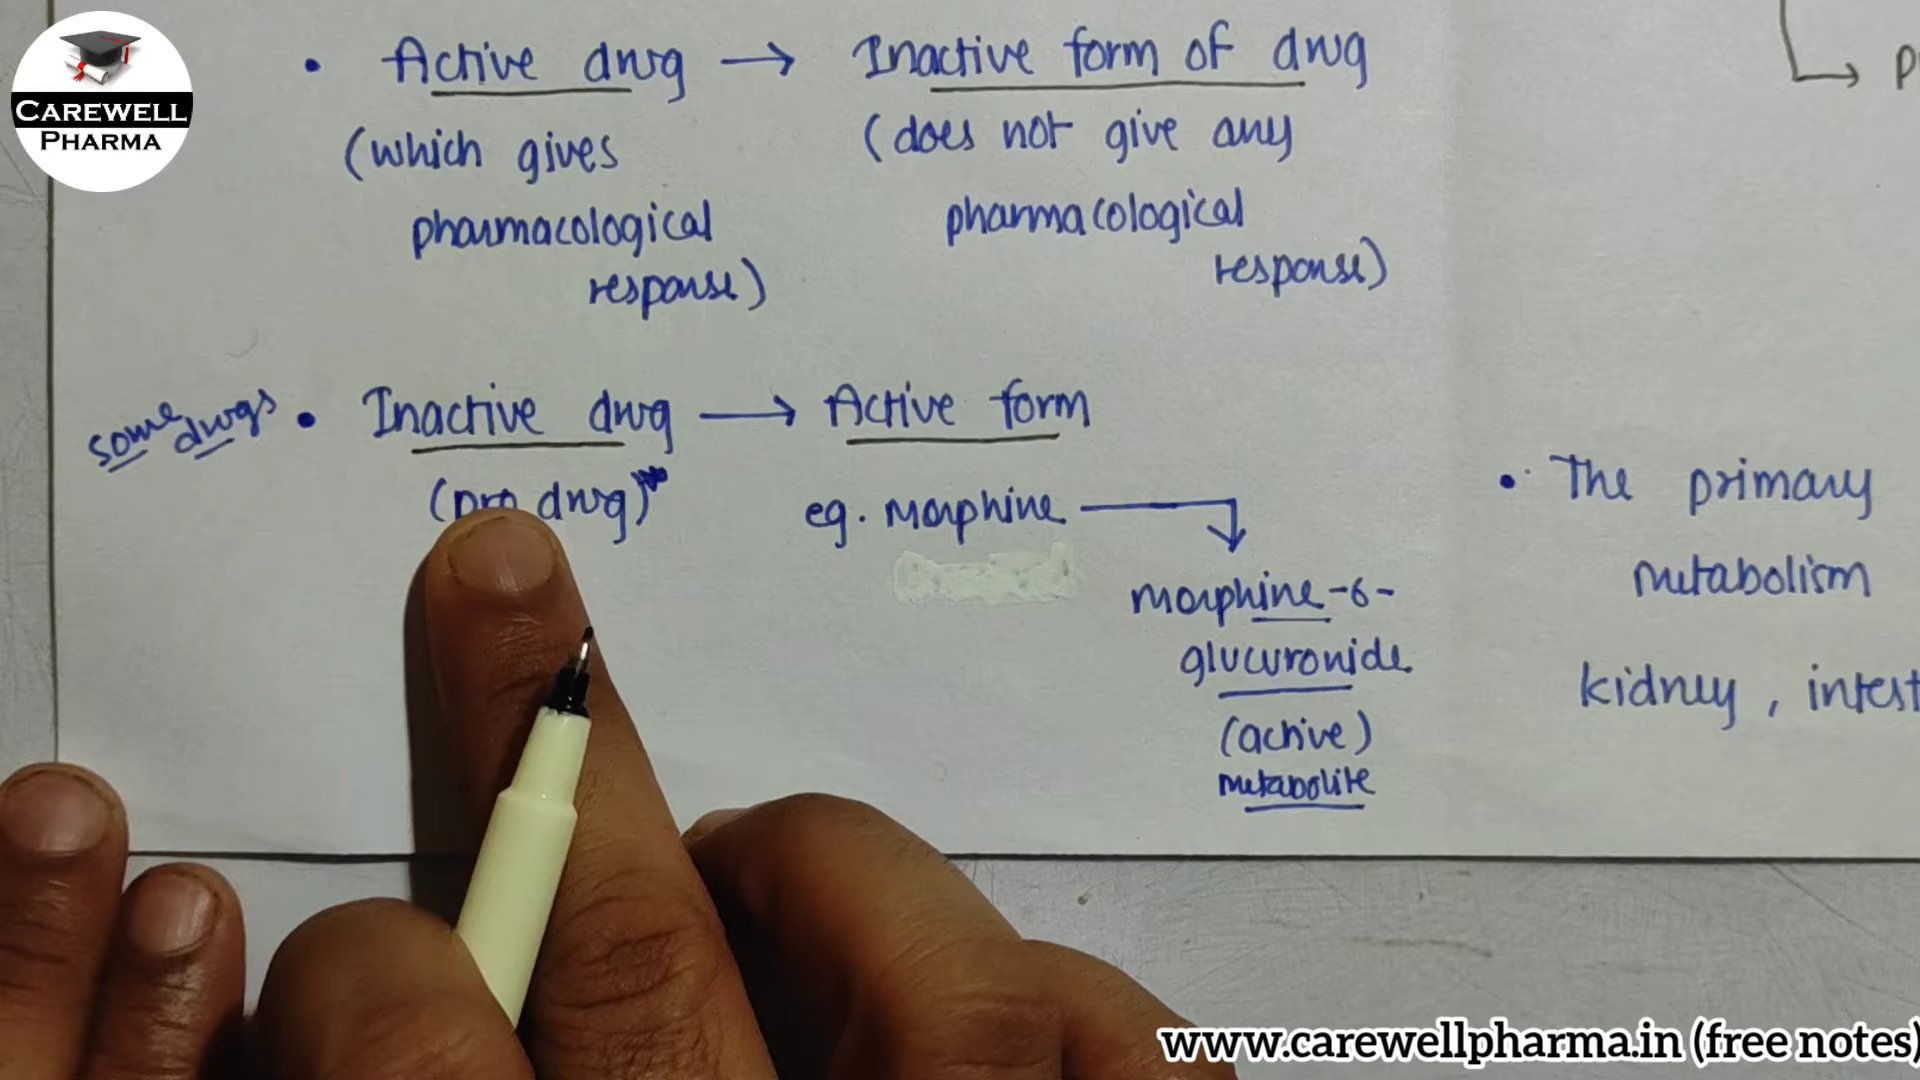 CAREWELL
PHARMA
• Active drug → Inactive form of drug
(which gives
pharmacological
response)
(does not give any
pharmacological
response)
some drugs • Inactive drug → Active form
(pro drug)
eg. Morphine →
morphine-6-
glucuronide
(active)
metabolite
• The primary
metabolism
kidney, intest
www.carewellpharma.in (free notes)